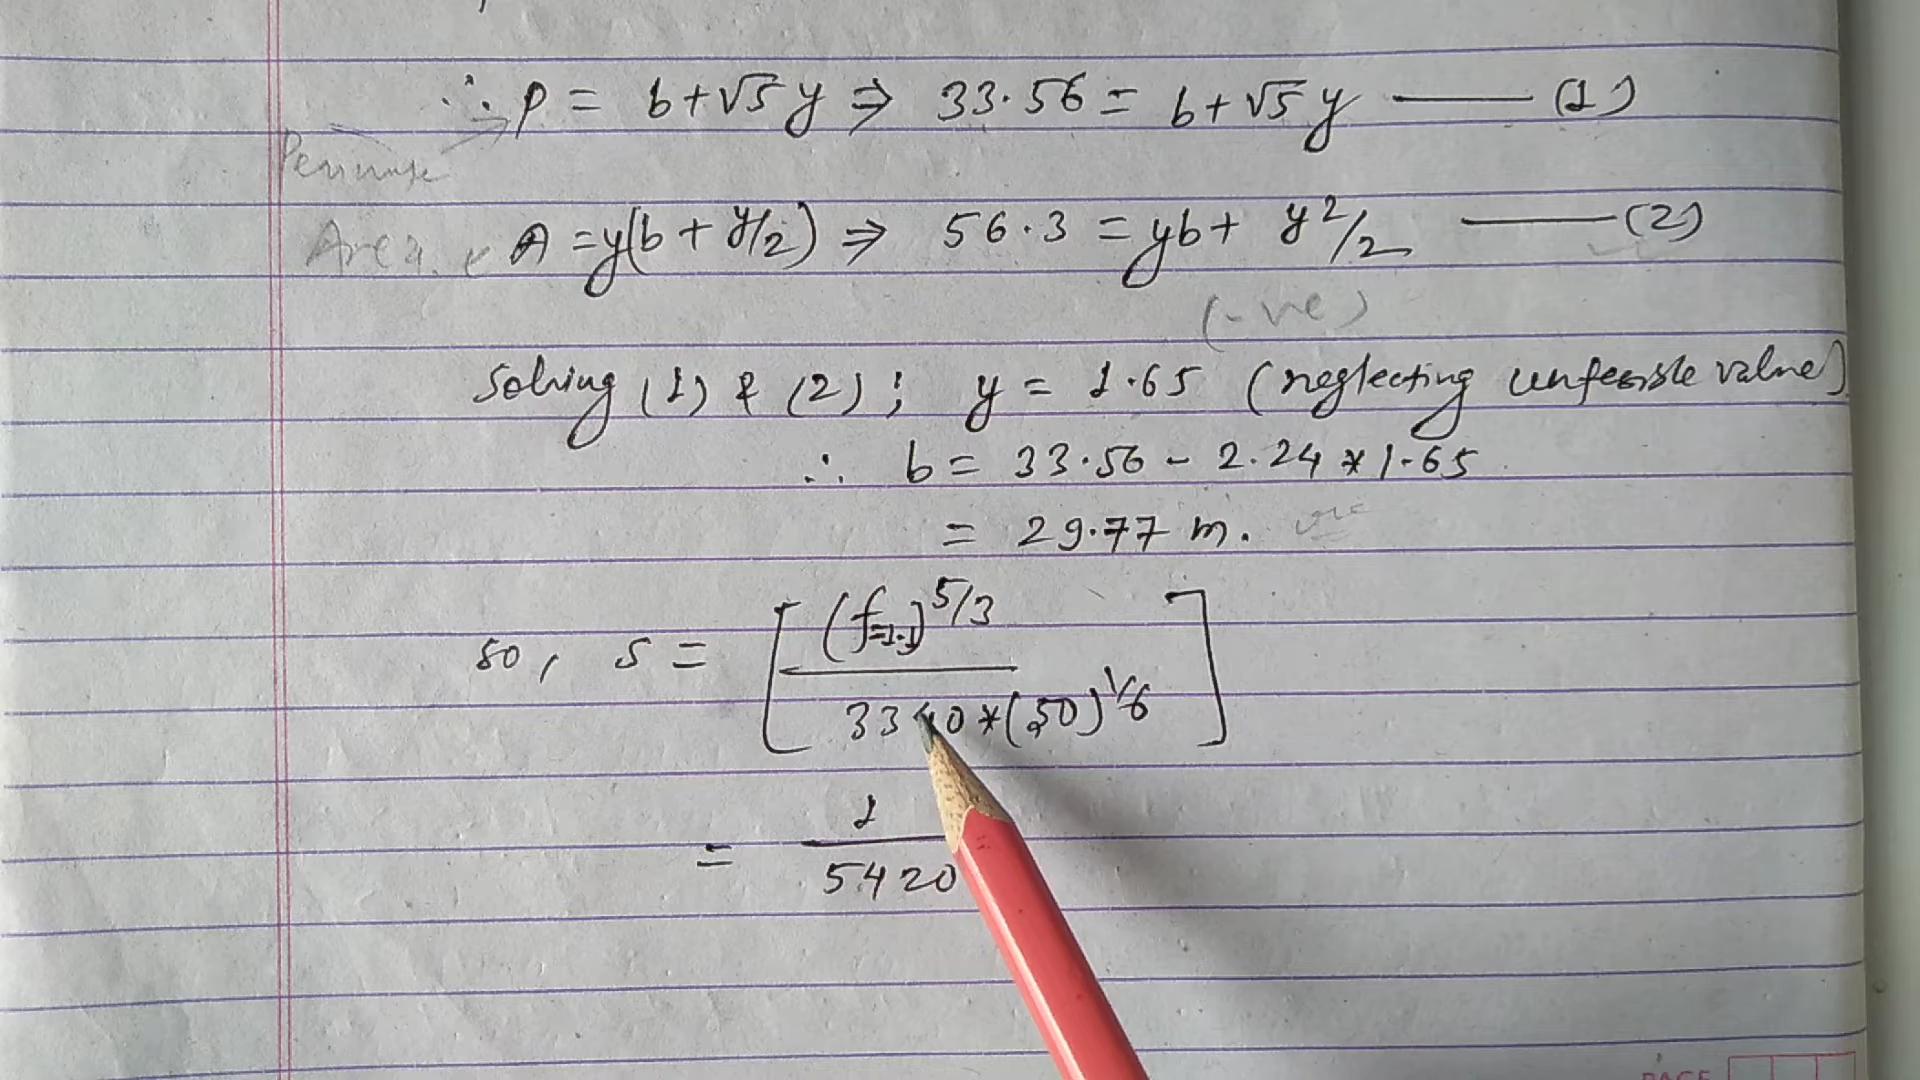 ∴ P = b+√5 y ⇒ 33.56 = b+√5 y —— (1)
Area A = y(b + y/2) ⇒ 56.3 = yb + y²/2 —— (2)
(-ve)
Solving (1) & (2); y = 1.65 (neglecting unfesible value)
∴ b = 33.56 - 2.24 * 1.65
= 29.77 m.
so, s = [ (f=1.1)^5/3 / 3340*(50)^1/6 ]
= 1/5420
PAGE